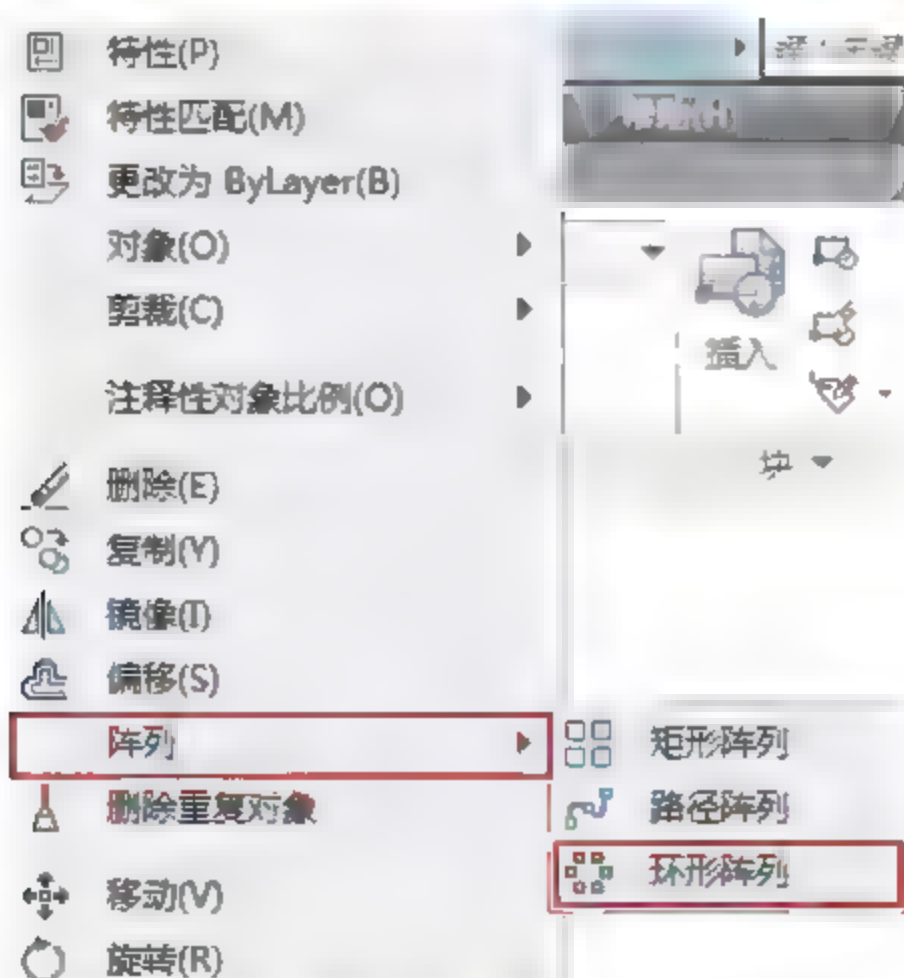 特性(P)
特性匹配(M)
更改为 ByLayer(B)
对象(O)
剪裁(C)
插入
注释性对象比例(O)
块
删除(E)
复制(Y)
镜像(I)
偏移(S)
阵列
矩形阵列
删除重复对象
路径阵列
环形阵列
移动(V)
旋转(R)